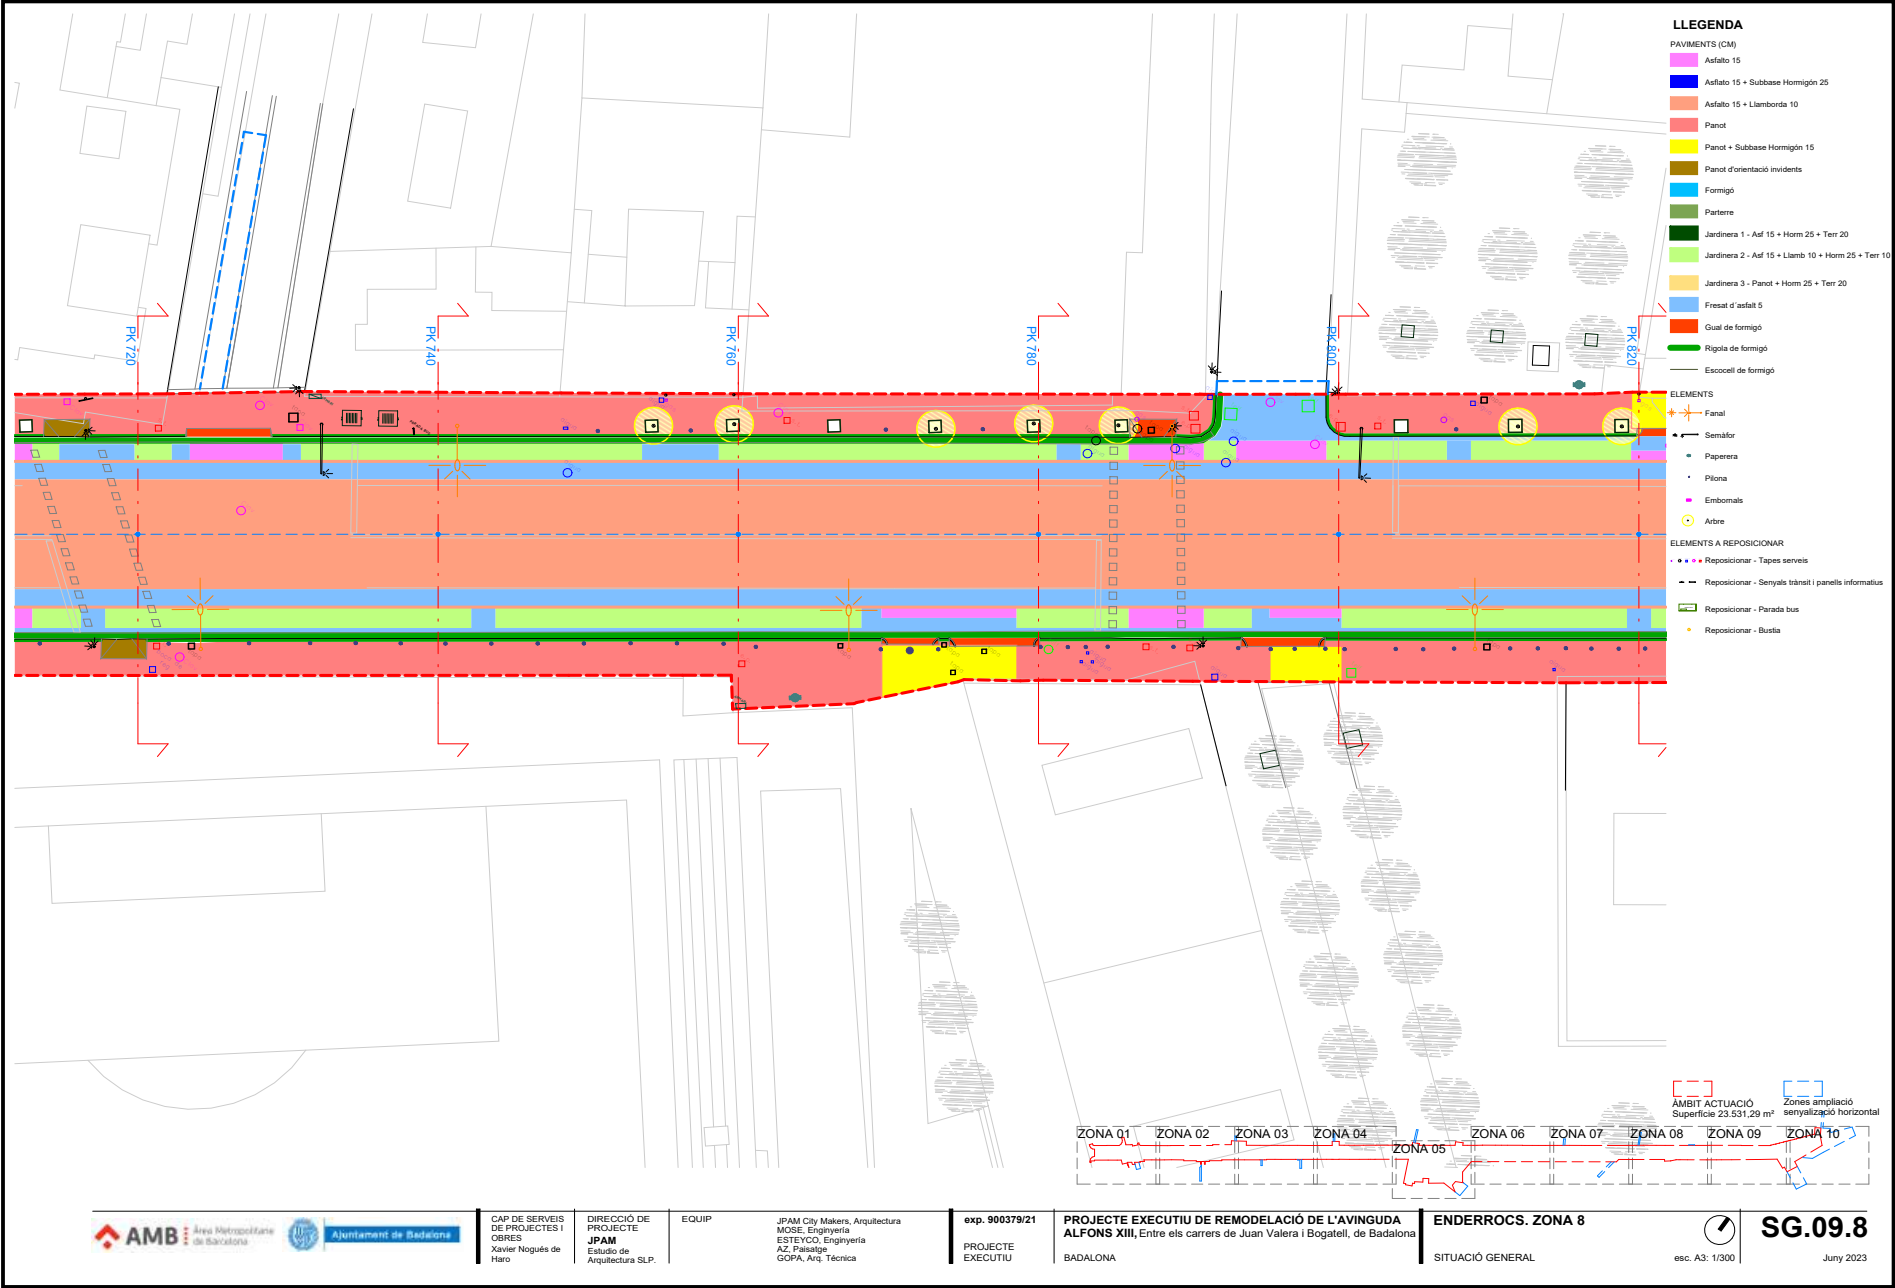 LLEGENDA
PAVIMENTS (CM)
Asfalto 15
Asflato 15 + Subbase Hormigón 25
Asfalto 15 + Llamborda 10
Panot
Panot + Subbase Hormigón 15
Panot d'orientació invidents
Formigó
Parterre
Jardinera 1 - Asf 15 + Horm 25 + Terr 20
Jardinera 2 - Asf 15 + Llamb 10 + Horm 25 + Terr 10
Jardinera 3 - Panot + Horm 25 + Terr 20
Fresat d´asfalt 5
Gual de formigó
Rigola de formigó
Escocell de formigó
ELEMENTS
Fanal
Semàfor
Paperera
Pilona
Embornals
Arbre
ELEMENTS A REPOSICIONAR
Reposicionar - Tapes serveis
Reposicionar - Senyals trànsit i panells informatius
Reposicionar - Parada bus
Reposicionar - Bustia
PK 720
PK 740
PK 760
PK 780
PK 800
PK 820
ÀMBIT ACTUACIÓ
Superfície 23.531,29 m²
Zones ampliació
senyalizació horizontal
ZONA 01
ZONA 02
ZONA 03
ZONA 04
ZONA 05
ZONA 06
ZONA 07
ZONA 08
ZONA 09
ZONA 10
AMB
Àrea Metropolitana
de Barcelona
Ajuntament de Badalona
CAP DE SERVEIS
DE PROJECTES I
OBRES
Xavier Nogués de
Haro
DIRECCIÓ DE
PROJECTE
JPAM
Estudio de
Arquitectura SLP.
EQUIP
JPAM City Makers, Arquitectura
MOSE, Enginyería
ESTEYCO, Enginyería
AZ, Paisatge
GOPA, Arq. Técnica
exp. 900379/21
PROJECTE
EXECUTIU
PROJECTE EXECUTIU DE REMODELACIÓ DE L'AVINGUDA
ALFONS XIII, Entre els carrers de Juan Valera i Bogatell, de Badalona
BADALONA
ENDERROCS. ZONA 8
SITUACIÓ GENERAL
esc. A3: 1/300
SG.09.8
Juny 2023